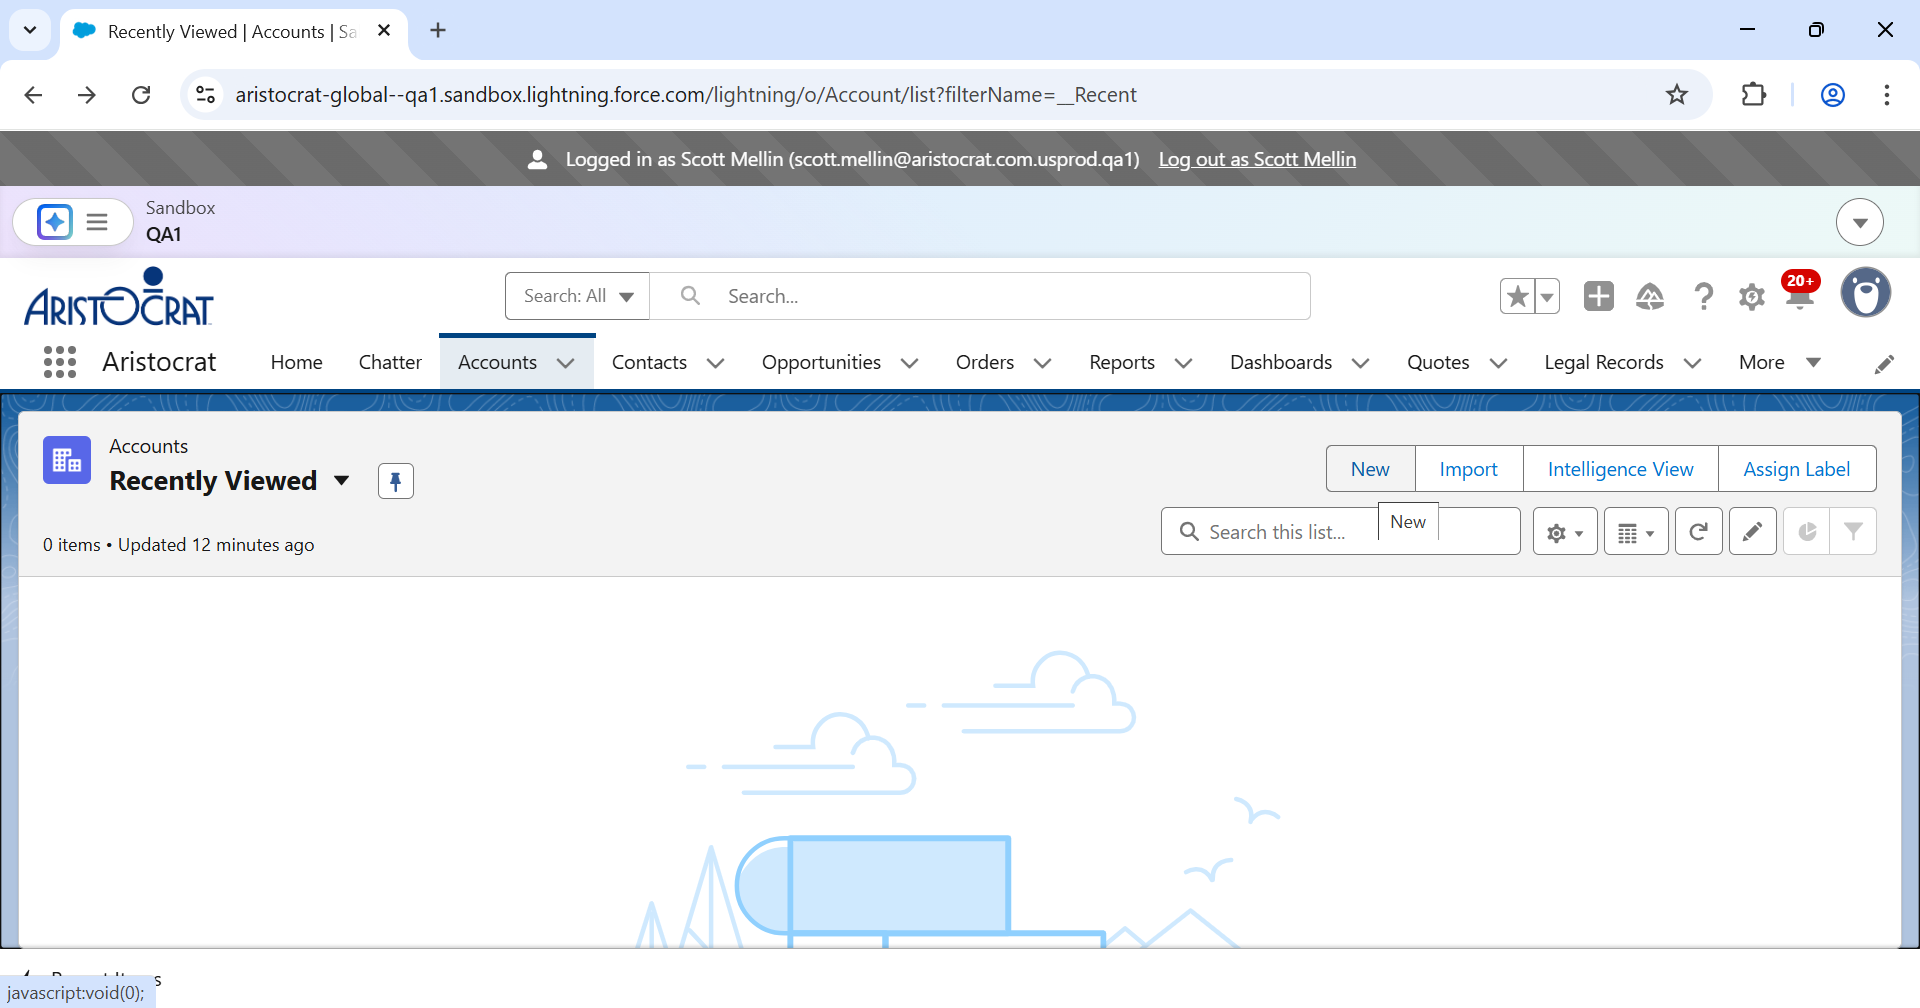 Recently Viewed | Accounts | Sa
aristocrat-global--qa1.sandbox.lightning.force.com/lightning/o/Account/list?filterName=__Recent
Logged in as Scott Mellin (scott.mellin@aristocrat.com.usprod.qa1) Log out as Scott Mellin
Sandbox
QA1
ARISTOCRAT
Search: All
Search...
20+
Aristocrat
Home
Chatter
Accounts
Contacts
Opportunities
Orders
Reports
Dashboards
Quotes
Legal Records
More
Accounts
Recently Viewed
New
Import
Intelligence View
Assign Label
0 items • Updated 12 minutes ago
Search this list...
New
javascript:void(0);